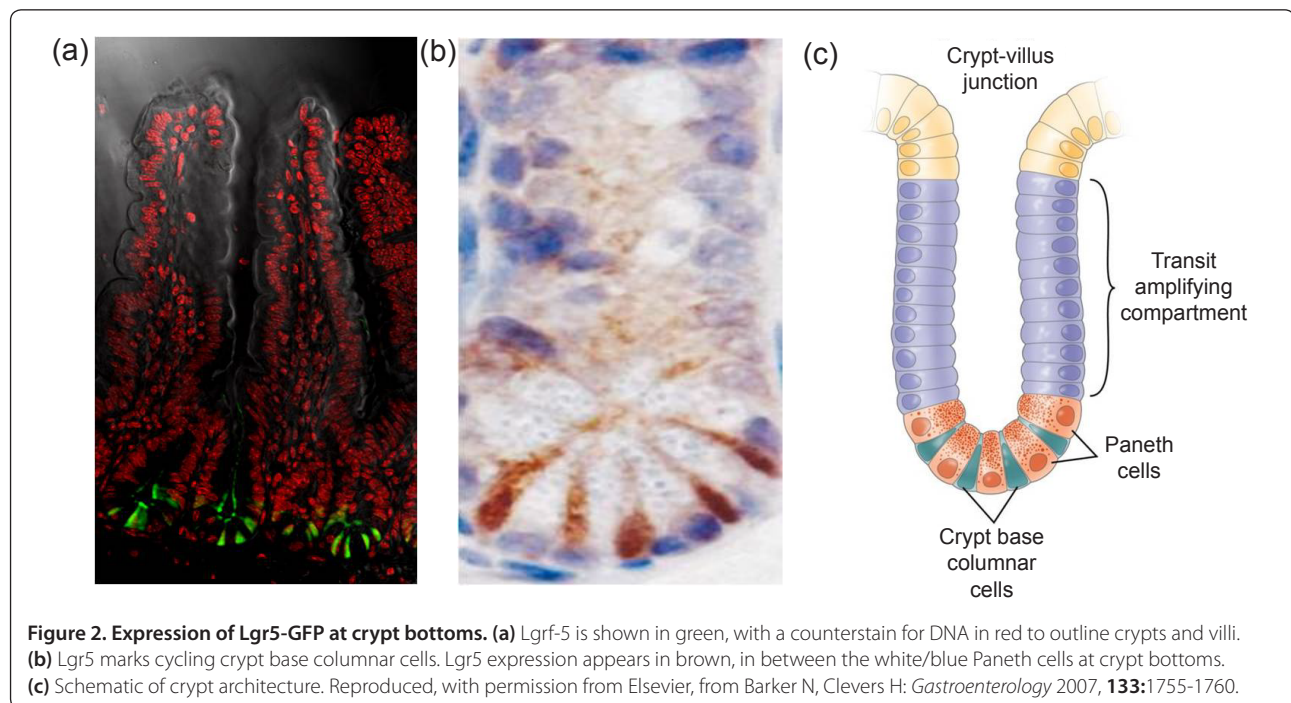 (a)
(b)
(c)
Crypt-villus
junction
Transit
amplifying
compartment
Paneth
cells
Crypt base
columnar
cells
Figure 2. Expression of Lgr5-GFP at crypt bottoms. (a) Lgrf-5 is shown in green, with a counterstain for DNA in red to outline crypts and villi.
(b) Lgr5 marks cycling crypt base columnar cells. Lgr5 expression appears in brown, in between the white/blue Paneth cells at crypt bottoms.
(c) Schematic of crypt architecture. Reproduced, with permission from Elsevier, from Barker N, Clevers H: Gastroenterology 2007, 133:1755-1760.